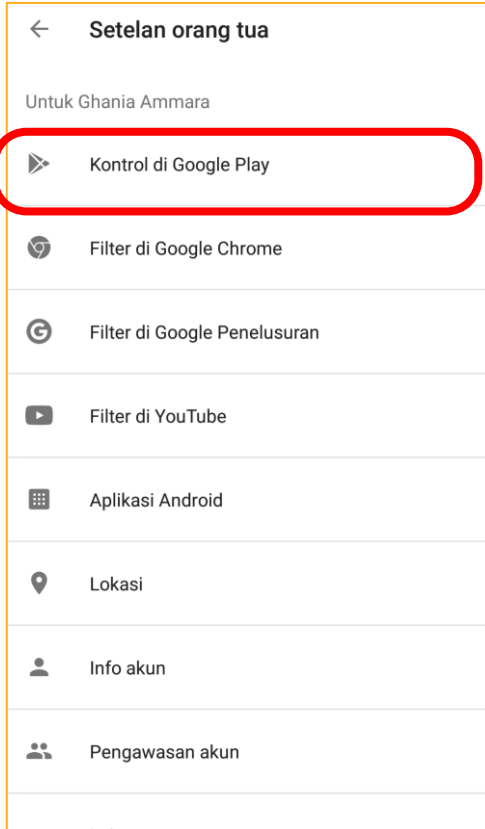 Setelan orang tua
Untuk Ghania Ammara
Kontrol di Google Play
Filter di Google Chrome
Filter di Google Penelusuran
Filter di YouTube
Aplikasi Android
Lokasi
Info akun
Pengawasan akun